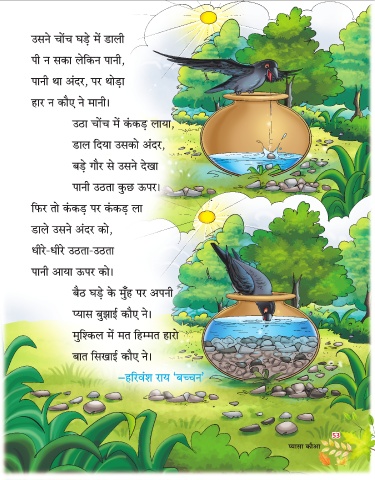 उसने चोंच घड़े में डाली
पी न सका लेकिन पानी,
पानी था अंदर, पर थोड़ा
हार न कौए ने मानी।
उठा चोंच में कंकड़ लाया,
डाल दिया उसको अंदर,
बड़े गौर से उसने देखा
पानी उठता कुछ ऊपर।
फिर तो कंकड़ पर कंकड़ ला
डाले उसने अंदर को,
धीरे-धीरे उठता-उठता
पानी आया ऊपर को।
बैठ घड़े के मुँह पर अपनी
प्यास बुझाई कौए ने।
मुश्किल में मत हिम्मत हारो
बात सिखाई कौए ने।
–हरिवंश राय 'बच्चन'
53
प्यासा कौआ